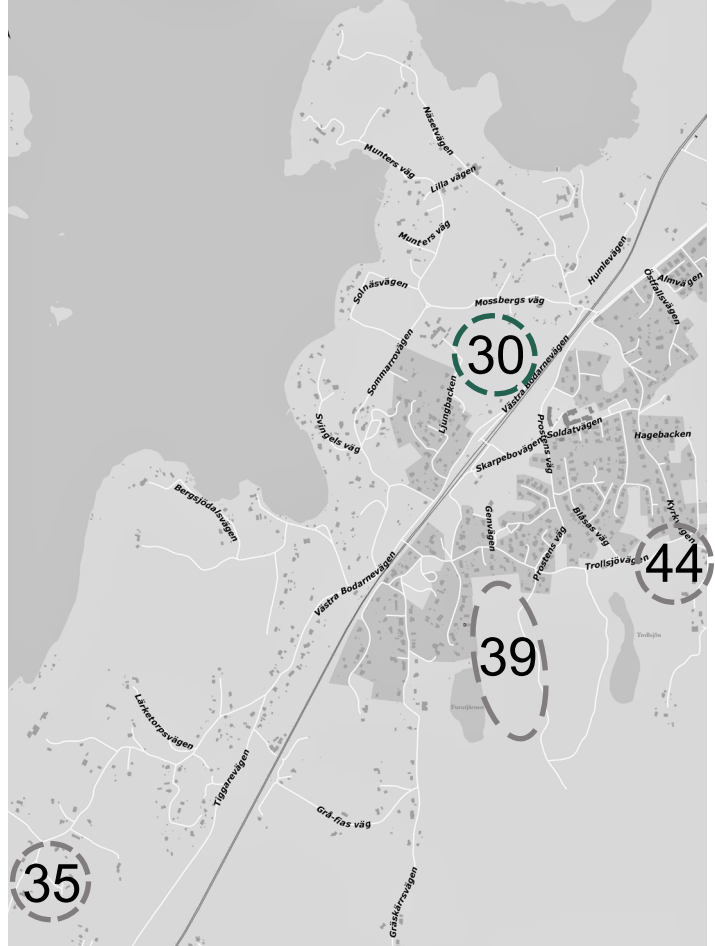 Näsetvägen
Munters väg
Lilla vägen
Munters väg
Humlevägen
Östfallsvägen
Almvägen
Solnäsvägen
Mossbergs väg
30
Sommarrovägen
Västra Bodarnevägen
Ljungbacken
Svingels väg
Prostens väg
Soldatvägen
Skarpebovägen
Hagebacken
Bergsjödalsvägen
Genvägen
Blåsas väg
Kyrkvägen
Prostens väg
Trollsjövägen
44
Västra Bodarnevägen
39
Trollsjön
Lärketorpsvägen
Tiggarevägen
Grå-fias väg
35
Gräskärrsvägen